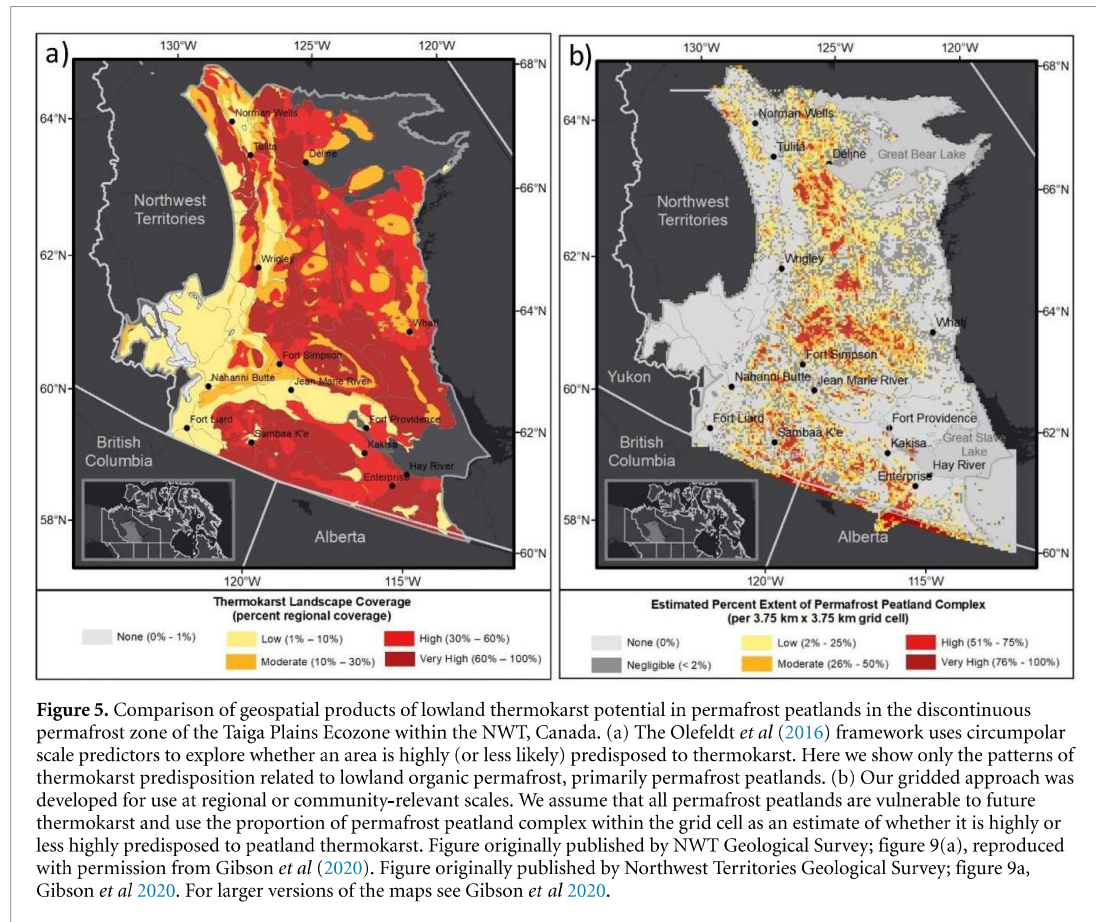 a)
130°W 125°W 120°W
68°N
64°N
66°N
62°N
64°N
60°N
62°N
58°N
60°N
120°W 115°W
Norman Wells
Tulita
Déline
Northwest
Territories
Wrigley
Whatì
Fort Simpson
Nahanni Butte
Jean Marie River
Fort Liard
Fort Providence
Sambaa K'e
Kakisa
British
Columbia
Hay River
Enterprise
Alberta
Thermokarst Landscape Coverage
(percent regional coverage)
None (0% - 1%)
Low (1% – 10%)
High (30% – 60%)
Moderate (10% – 30%)
Very High (60% – 100%)
b)
130°W 125°W 120°W
68°N
64°N
66°N
62°N
64°N
60°N
62°N
58°N
60°N
120°W 115°W
Norman Wells
Tulita
Déline
Great Bear Lake
Northwest
Territories
Wrigley
Whatì
Fort Simpson
Yukon
Nahanni Butte
Jean Marie River
Fort Liard
Fort Providence
Sambaa K'e
Kakisa
Great Slave
Lake
British
Columbia
Hay River
Enterprise
Alberta
Estimated Percent Extent of Permafrost Peatland Complex
(per 3.75 km x 3.75 km grid cell)
None (0%)
Low (2% - 25%)
High (51% - 75%)
Negligible (< 2%)
Moderate (26% - 50%)
Very High (76% - 100%)
Figure 5. Comparison of geospatial products of lowland thermokarst potential in permafrost peatlands in the discontinuous
permafrost zone of the Taiga Plains Ecozone within the NWT, Canada. (a) The Olefeldt et al (2016) framework uses circumpolar
scale predictors to explore whether an area is highly (or less likely) predisposed to thermokarst. Here we show only the patterns of
thermokarst predisposition related to lowland organic permafrost, primarily permafrost peatlands. (b) Our gridded approach was
developed for use at regional or community-relevant scales. We assume that all permafrost peatlands are vulnerable to future
thermokarst and use the proportion of permafrost peatland complex within the grid cell as an estimate of whether it is highly or
less highly predisposed to peatland thermokarst. Figure originally published by NWT Geological Survey; figure 9(a), reproduced
with permission from Gibson et al (2020). Figure originally published by Northwest Territories Geological Survey; figure 9a,
Gibson et al 2020. For larger versions of the maps see Gibson et al 2020.